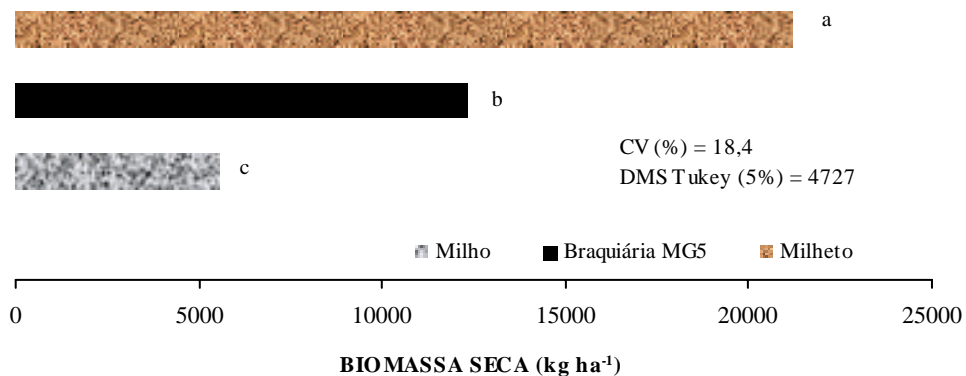 a
b
c
CV (%) = 18,4
DMS Tukey (5%) = 4727
Milho Braquiária MG5 Milheto
0 5000 10000 15000 20000 25000
BIOMASSA SECA (kg ha⁻¹)